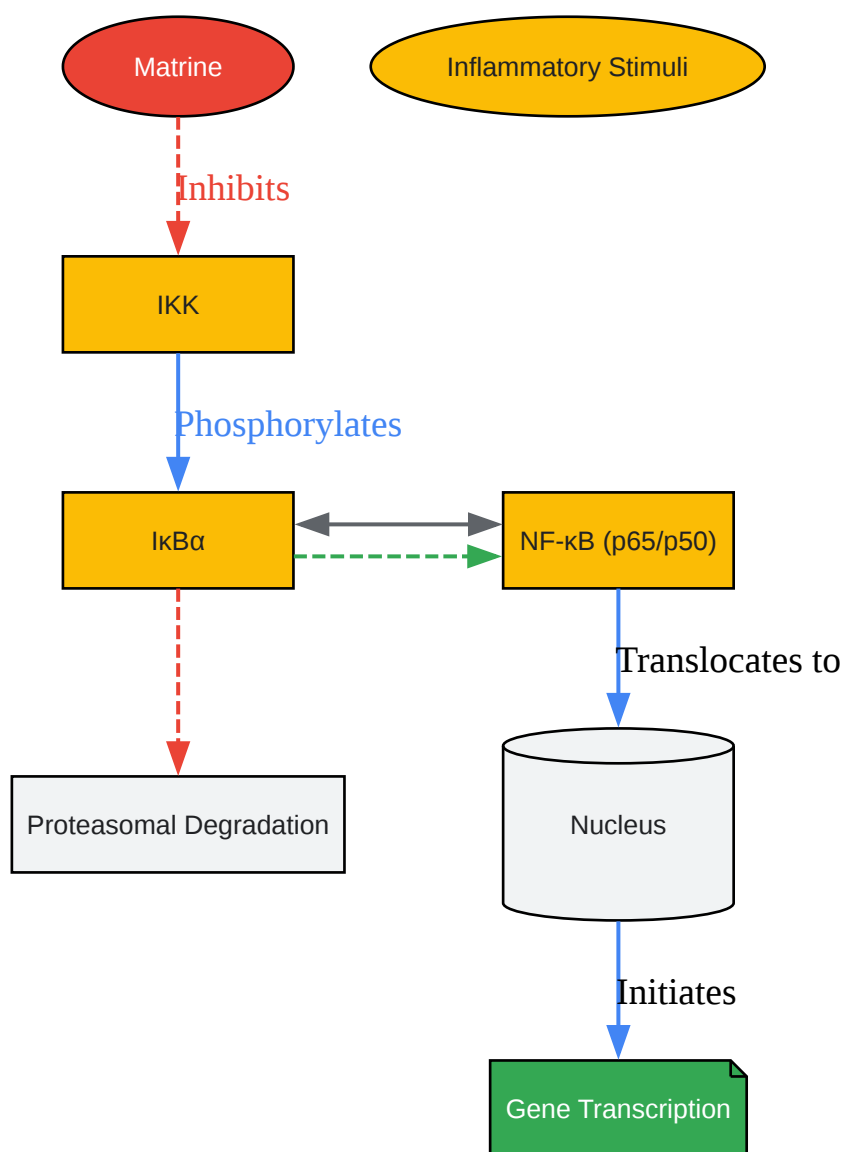 Matrine
Inflammatory Stimuli
Inhibits
IKK
Phosphorylates
IκBα
NF-κB (p65/p50)
Translocates to
Proteasomal Degradation
Nucleus
Initiates
Gene Transcription